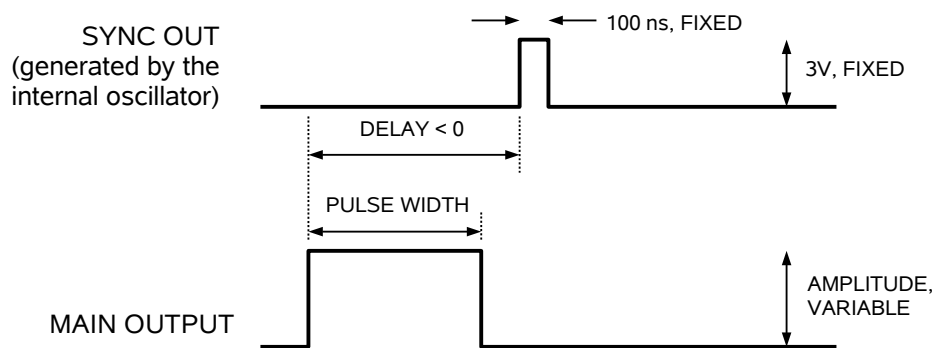 100 ns, FIXED
SYNC OUT
(generated by the
internal oscillator)
3V, FIXED
DELAY < 0
PULSE WIDTH
AMPLITUDE,
VARIABLE
MAIN OUTPUT